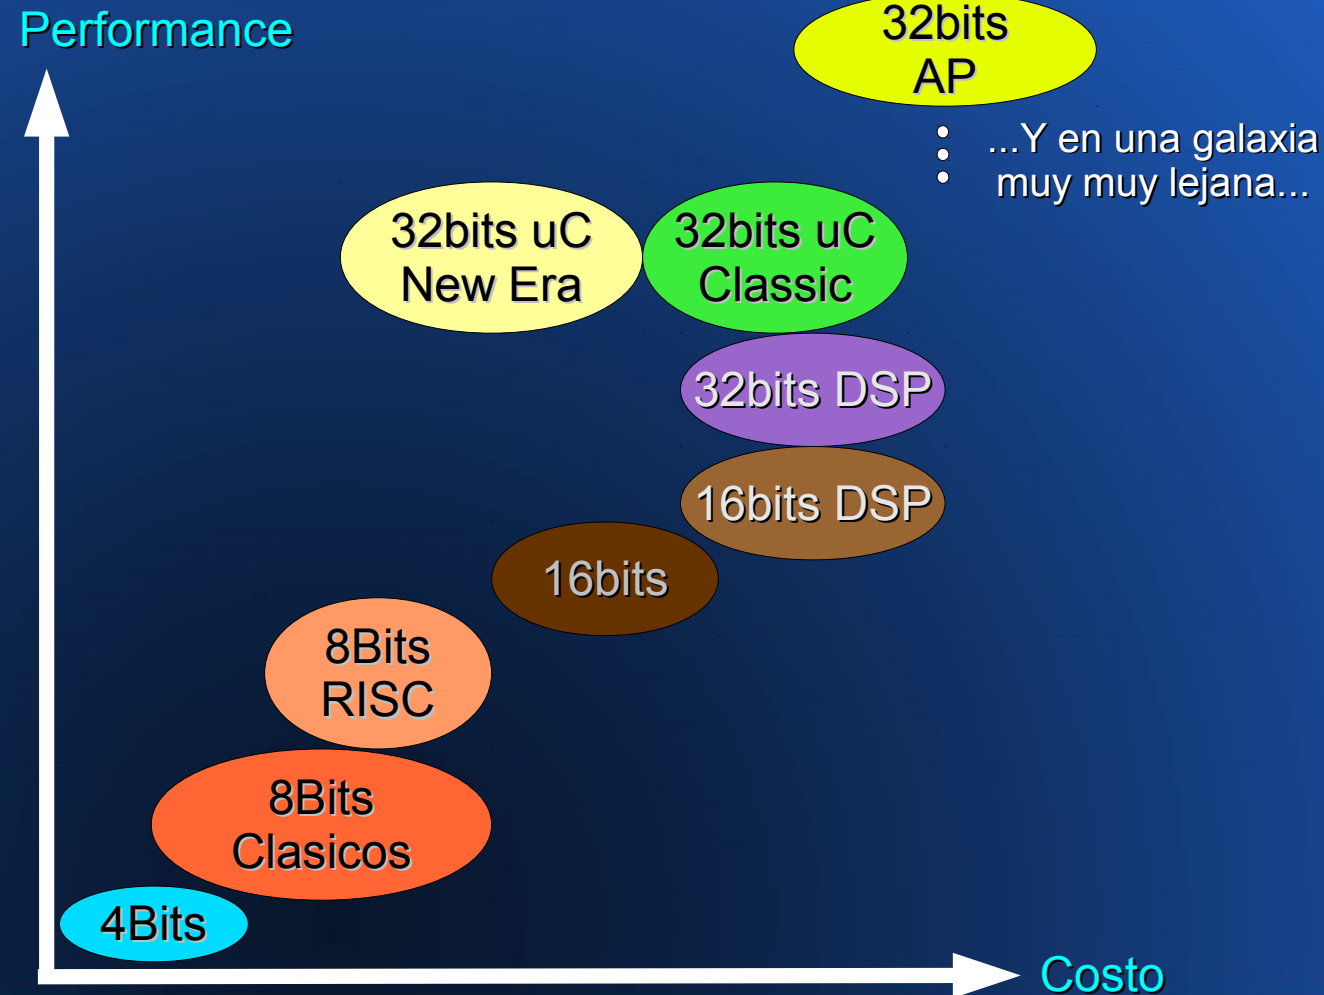 Performance
32bits
AP
...Y en una galaxia
muy muy lejana...
32bits uC
New Era
32bits uC
Classic
32bits DSP
16bits DSP
16bits
8Bits
RISC
8Bits
Clasicos
4Bits
Costo